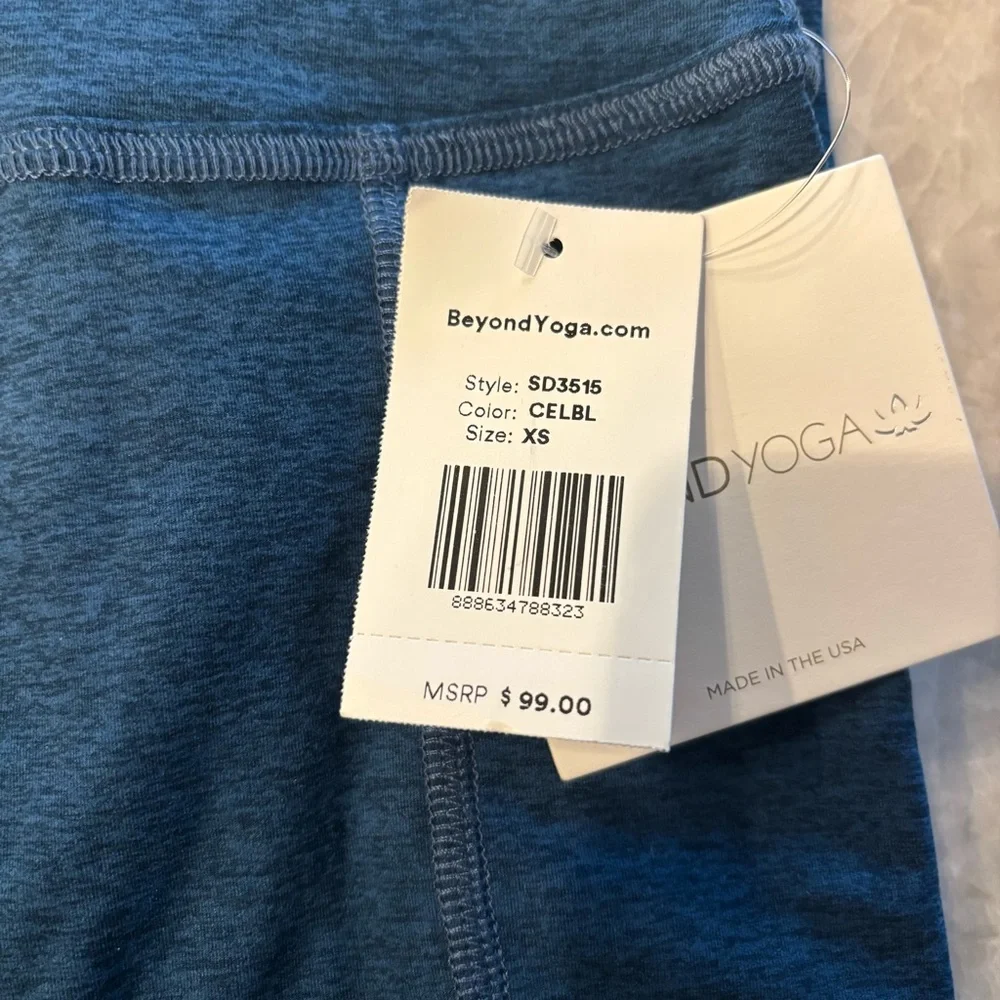 BeyondYoga.com
Style: SD3515
Color: CELBL
Size: XS
888634788323
MSRP $ 99.00
ND YOGA
MADE IN THE USA